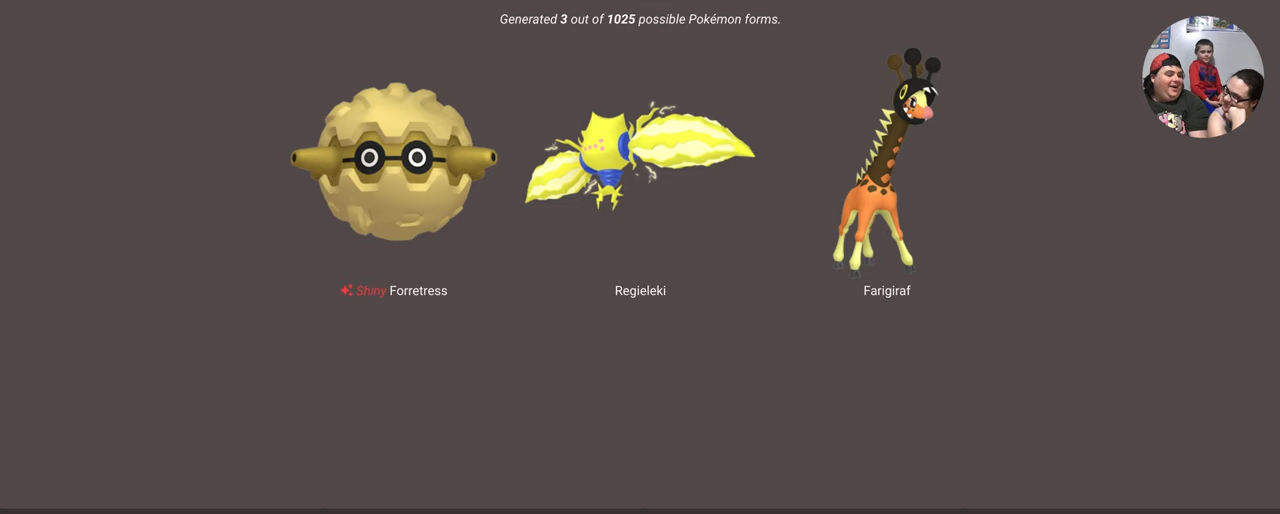 Generated 3 out of 1025 possible Pokémon forms.
Shiny Forretress
Regieleki
Farigiraf